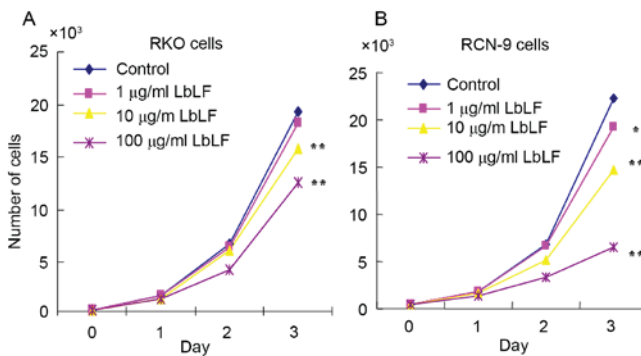 A
RKO cells
×10³
25
20
15
10
5
0
Number of cells
Control
1 μg/ml LbLF
10 μg/m LbLF
100 μg/ml LbLF
**
**
0 1 2 3
Day
B
RCN-9 cells
×10³
25
20
15
10
5
0
Control
1 μg/ml LbLF
10 μg/m LbLF
100 μg/ml LbLF
*
**
**
0 1 2 3
Day